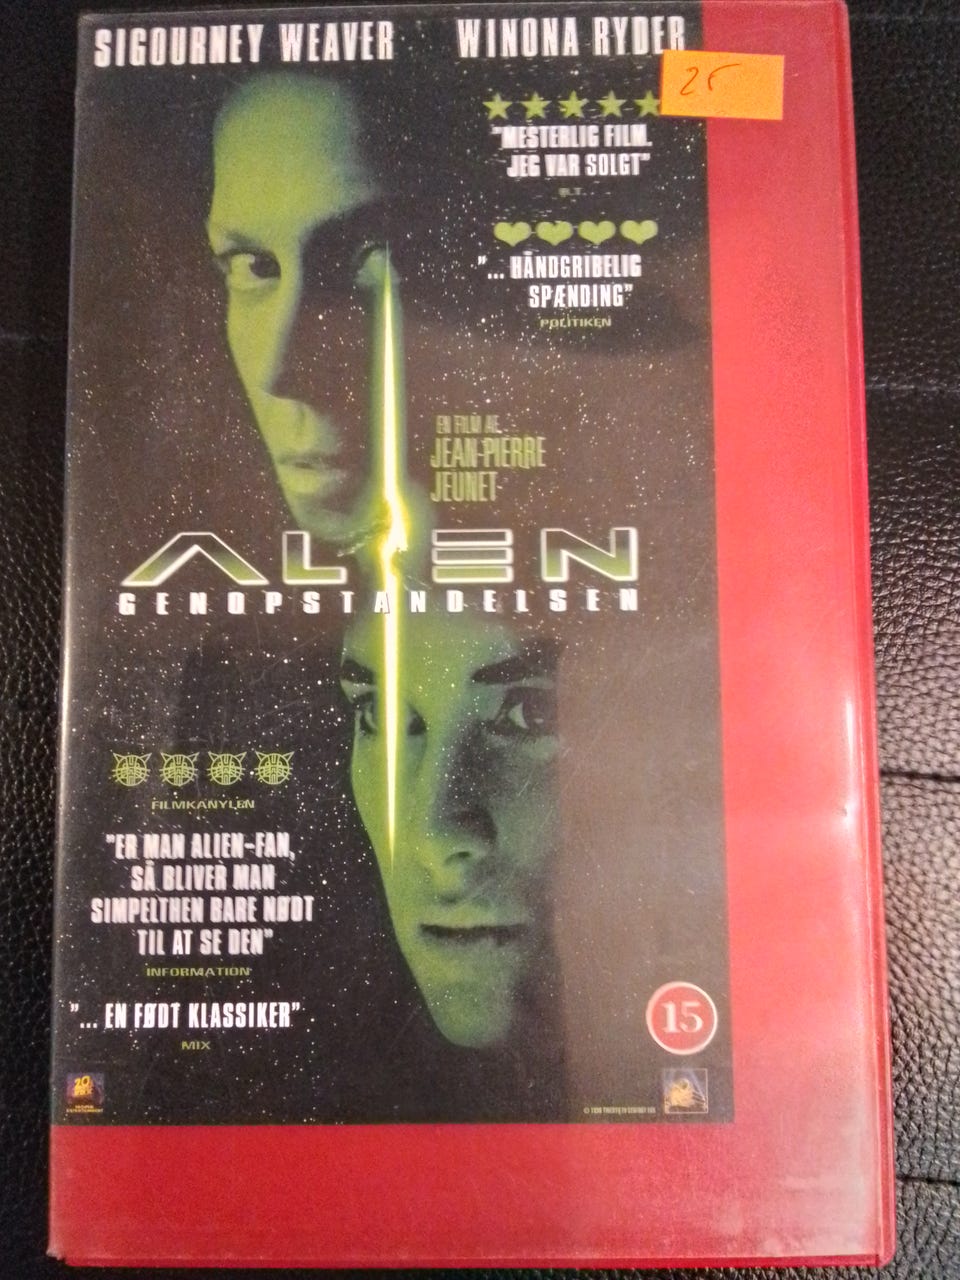 SIGOURNEY WEAVER WINONA RYDER
25
"MESTERLIG FILM.
JEG VAR SOLGT"
B.T.
"... HÅNDGRIBELIG
SPÆNDING"
POLITIKEN
EN FILM AF
JEAN-PIERRE
JEUNET
ALIEN
GENOPSTANDELSEN
FILMKANYLEN
"ER MAN ALIEN-FAN,
SÅ BLIVER MAN
SIMPELTHEN BARE NØDT
TIL AT SE DEN"
INFORMATION
"... EN FØDT KLASSIKER"
MIX
15